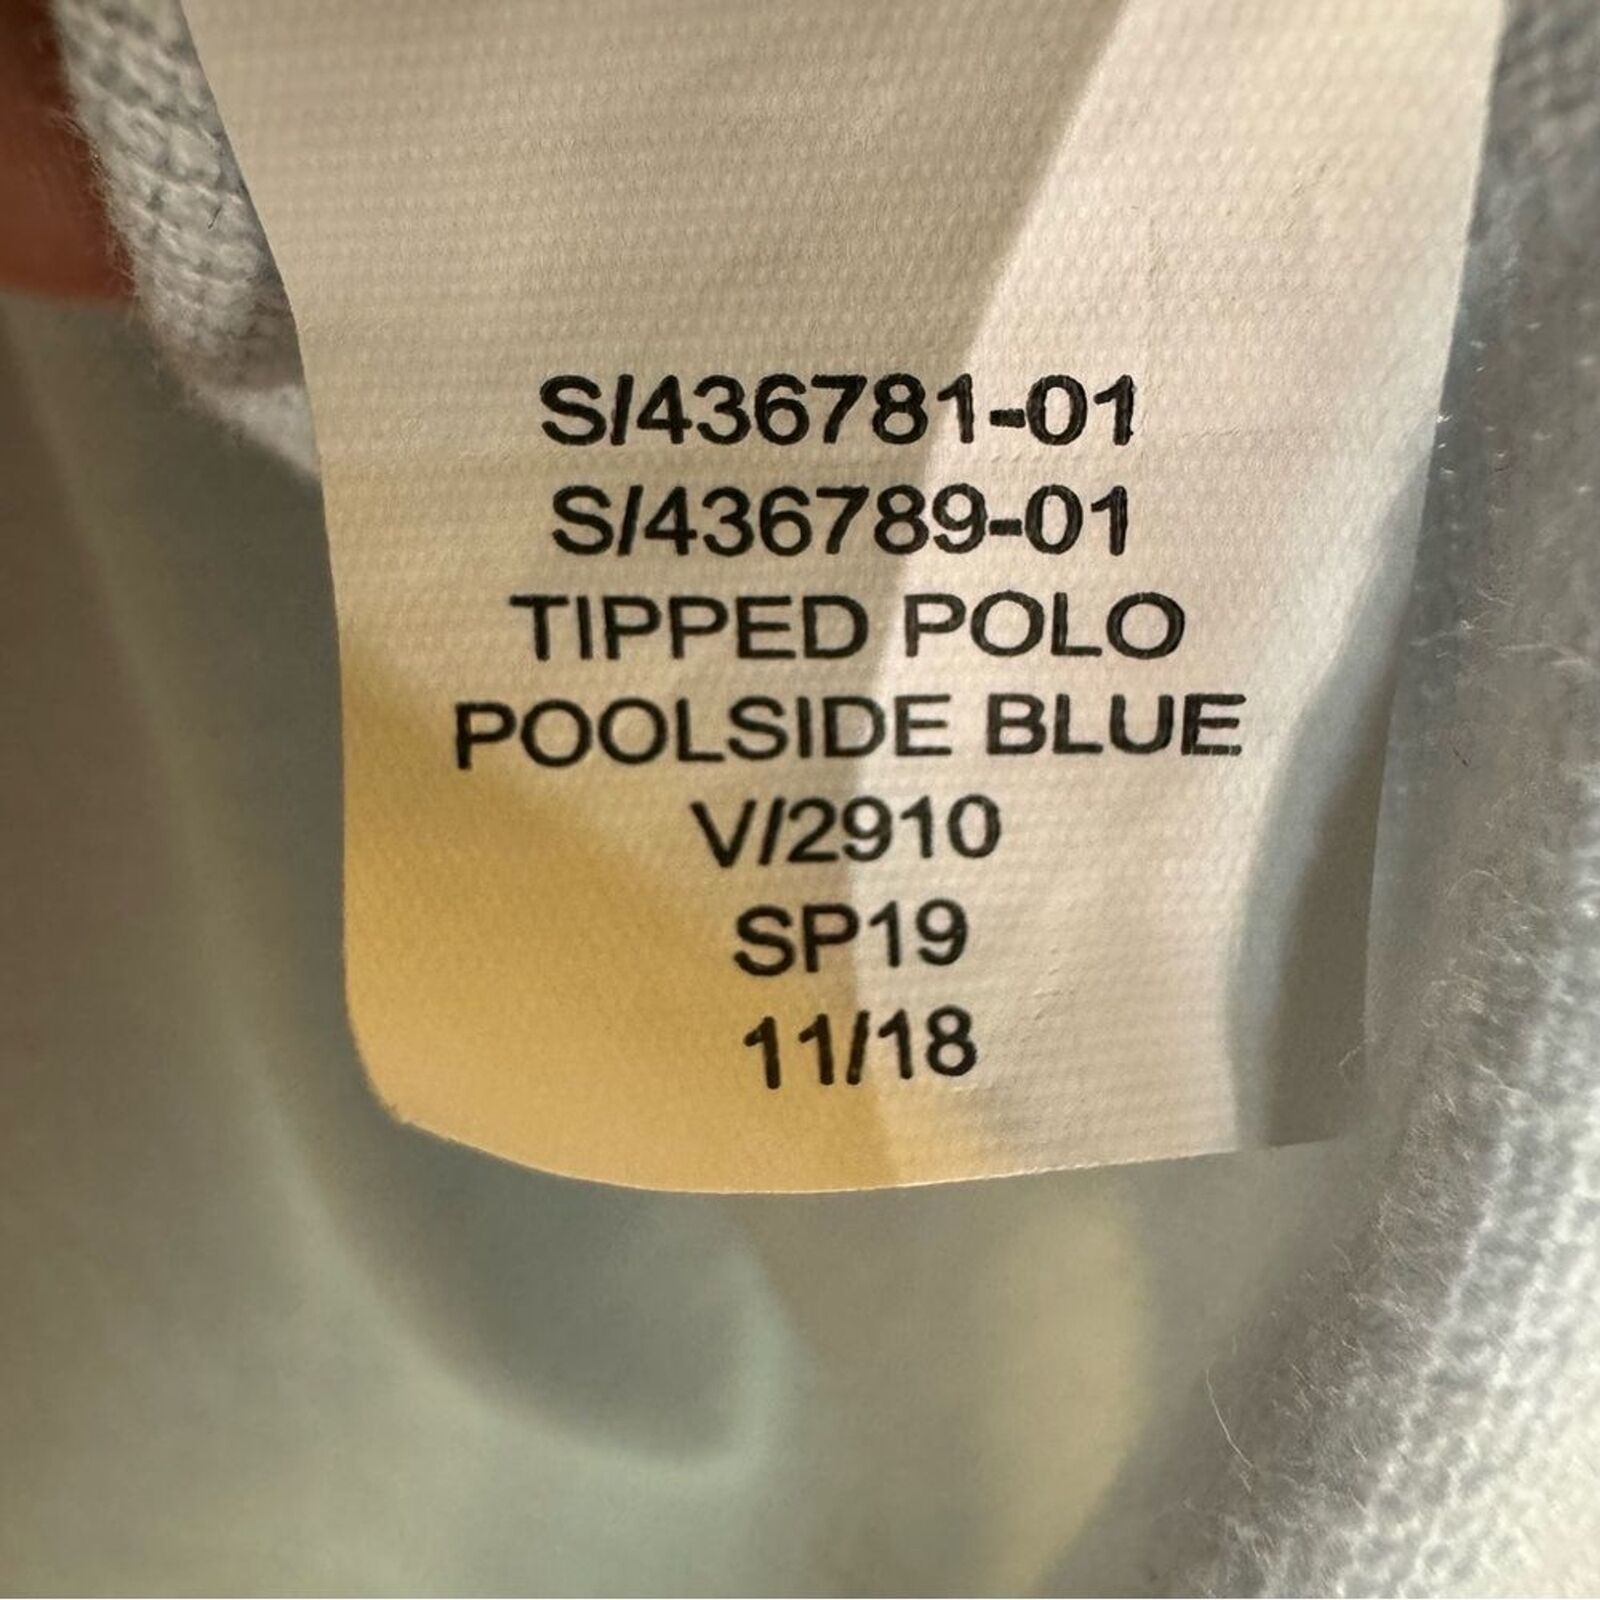 S/436781-01
S/436789-01
TIPPED POLO
POOLSIDE BLUE
V/2910
SP19
11/18